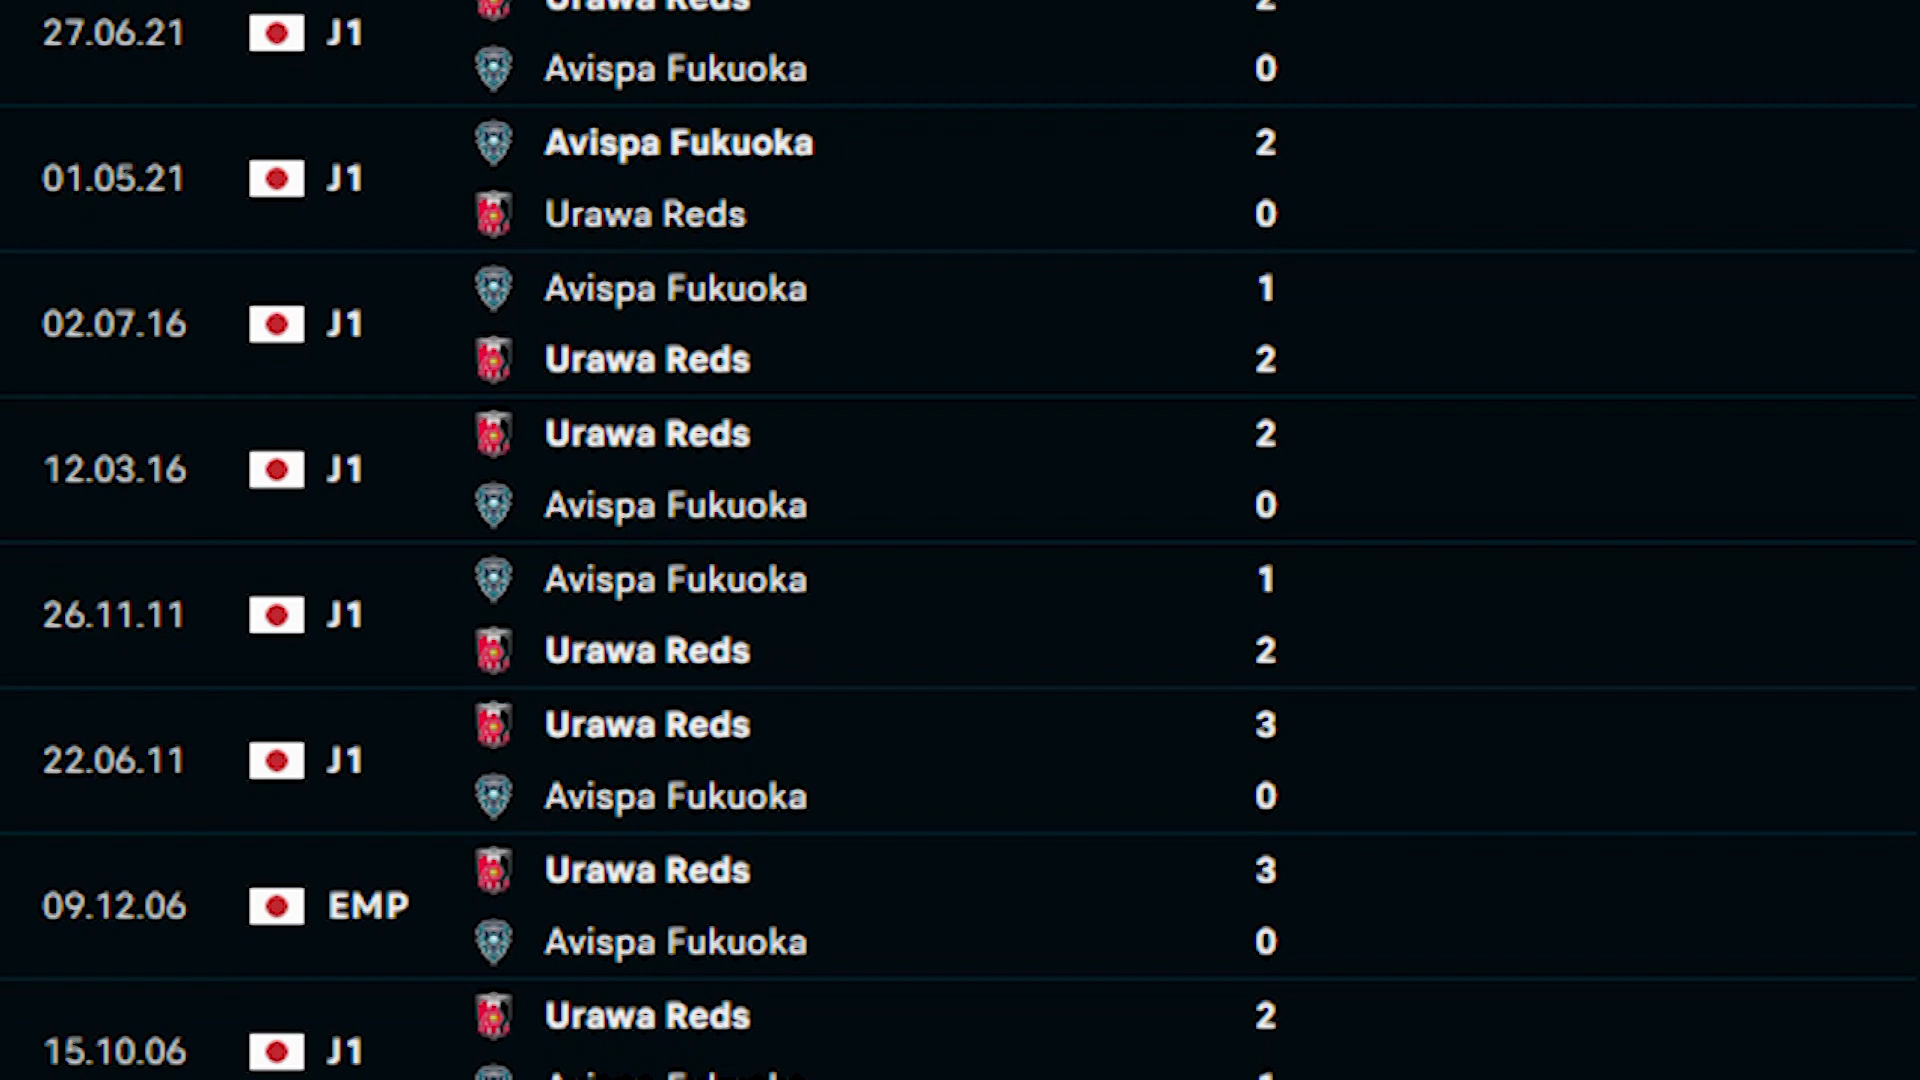 Urawa Reds 2
27.06.21 J1
Avispa Fukuoka 0
Avispa Fukuoka 2
01.05.21 J1
Urawa Reds 0
Avispa Fukuoka 1
02.07.16 J1
Urawa Reds 2
Urawa Reds 2
12.03.16 J1
Avispa Fukuoka 0
Avispa Fukuoka 1
26.11.11 J1
Urawa Reds 2
Urawa Reds 3
22.06.11 J1
Avispa Fukuoka 0
Urawa Reds 3
09.12.06 EMP
Avispa Fukuoka 0
Urawa Reds 2
15.10.06 J1